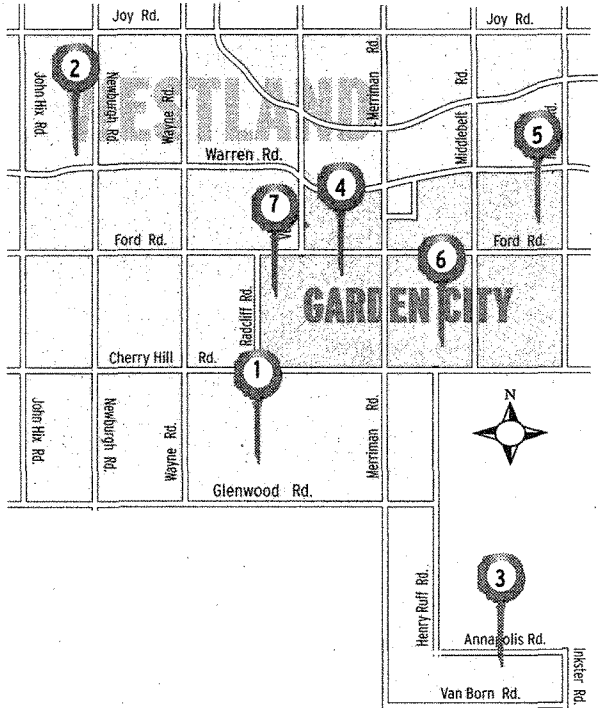 Joy Rd.
Joy Rd.
John Hix Rd
2
Newburgh Rd
WESTLAND
Wayne Rd.
Merriman Rd.
Middlebelt Rd.
5
Rd.
Warren Rd.
7
4
Ford Rd.
6
Ford Rd.
Radcliff Rd.
GARDEN CITY
Cherry Hill Rd.
1
John Hix Rd.
Newburgh Rd.
Wayne Rd.
Merriman Rd.
N
Glenwood Rd.
3
Henry Ruff Rd.
Annapolis Rd.
Inkster Rd.
Van Born Rd.